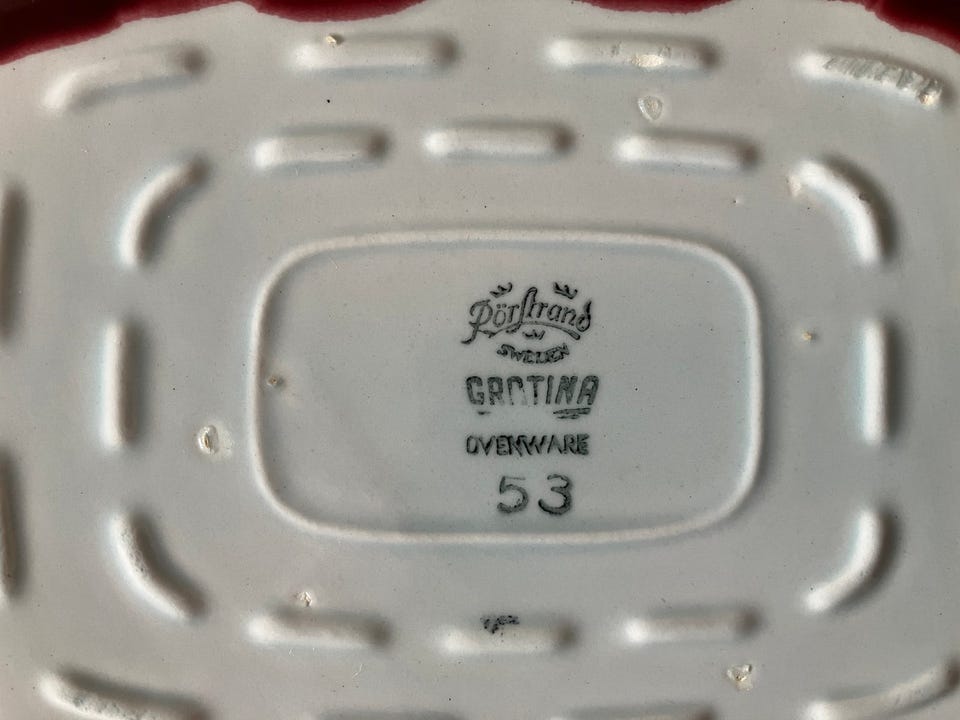 Rörstrand
SWEDEN
GRATINA
OVENWARE
53